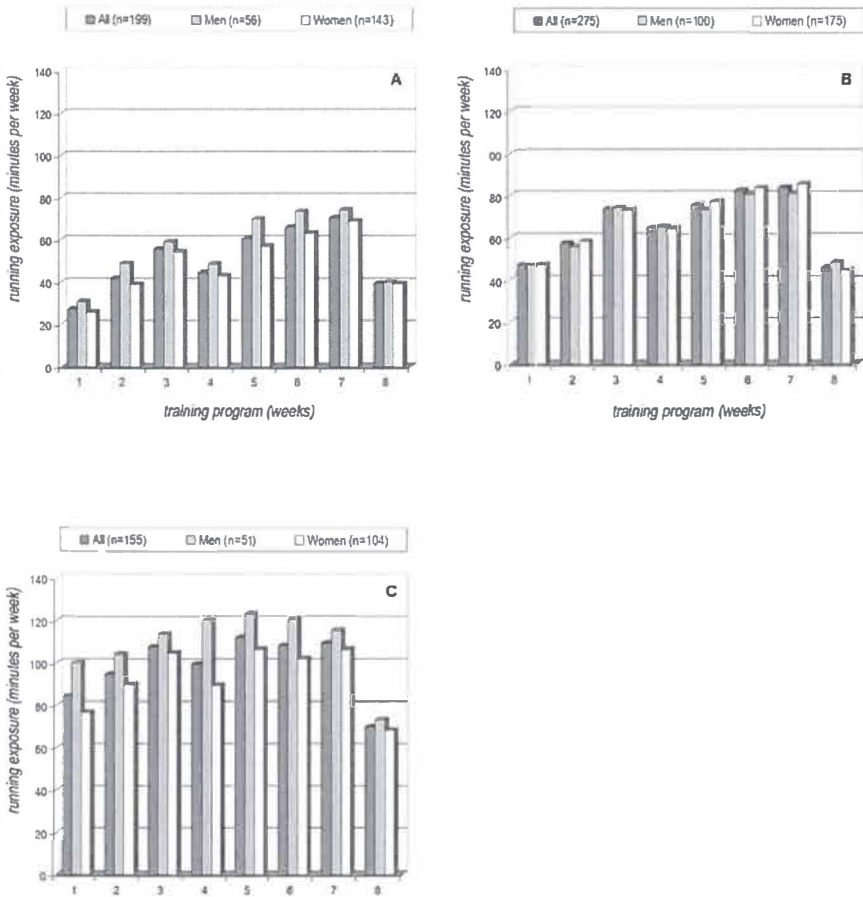 All (n=199) Men (n=56) Women (n=143)
A
running exposure (minutes per week)
140
120
100
80
60
40
20
0
1 2 3 4 5 6 7 8
training program (weeks)
All (n=275) Men (n=100) Women (n=175)
B
running exposure (minutes per week)
140
120
00
80
60
40
20
0
1 2 3 4 5 6 7 8
training program (weeks)
All (n=155) Men (n=51) Women (n=104)
C
running exposure (minutes per week)
140
120
100
80
60
40
20
0
1 2 3 4 5 6 7 8